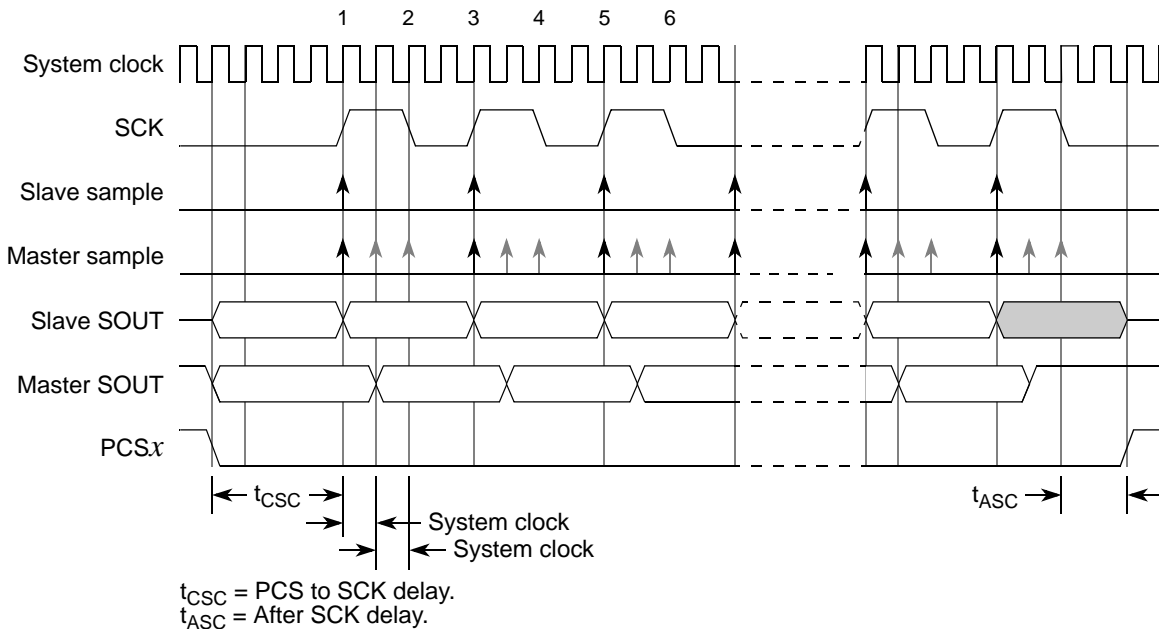 1 2 3 4 5 6
System clock
SCK
Slave sample
Master sample
Slave SOUT
Master SOUT
PCSx
tCSC
tASC
System clock
System clock
tCSC = PCS to SCK delay.
tASC = After SCK delay.